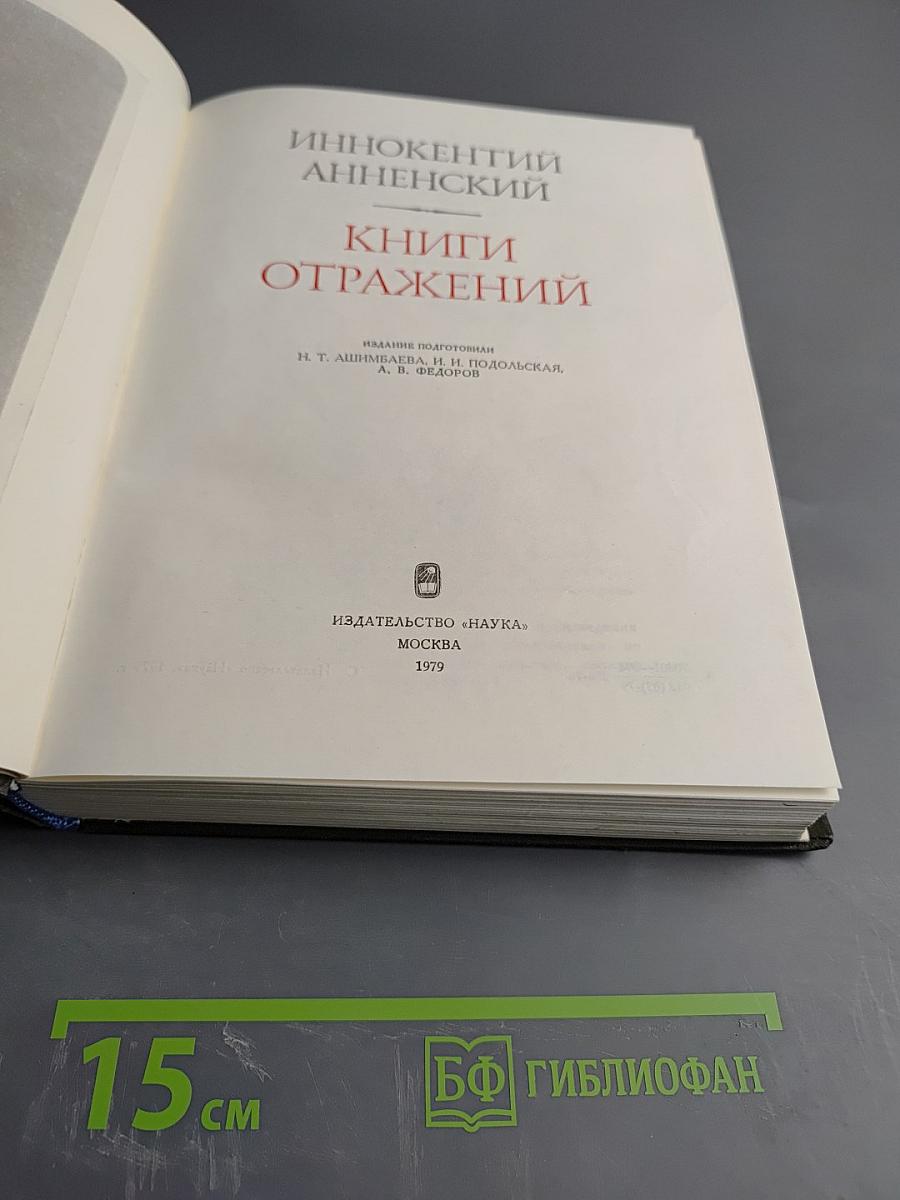 ИННОКЕНТИЙ
АННЕНСКИЙ
КНИГИ
ОТРАЖЕНИЙ
ИЗДАНИЕ ПОДГОТОВИЛИ
Н. Т. АШИМБАЕВА, И. И. ПОДОЛЬСКАЯ,
А. В. ФЕДОРОВ
ИЗДАТЕЛЬСТВО «НАУКА»
МОСКВА
1979
15 см
БФ ГИБЛИОФАН